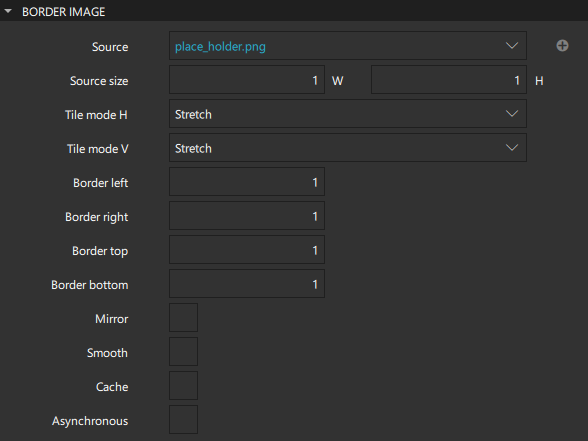 BORDER IMAGE
Source place_holder.png
Source size 1 W 1 H
Tile mode H Stretch
Tile mode V Stretch
Border left 1
Border right 1
Border top 1
Border bottom 1
Mirror
Smooth
Cache
Asynchronous